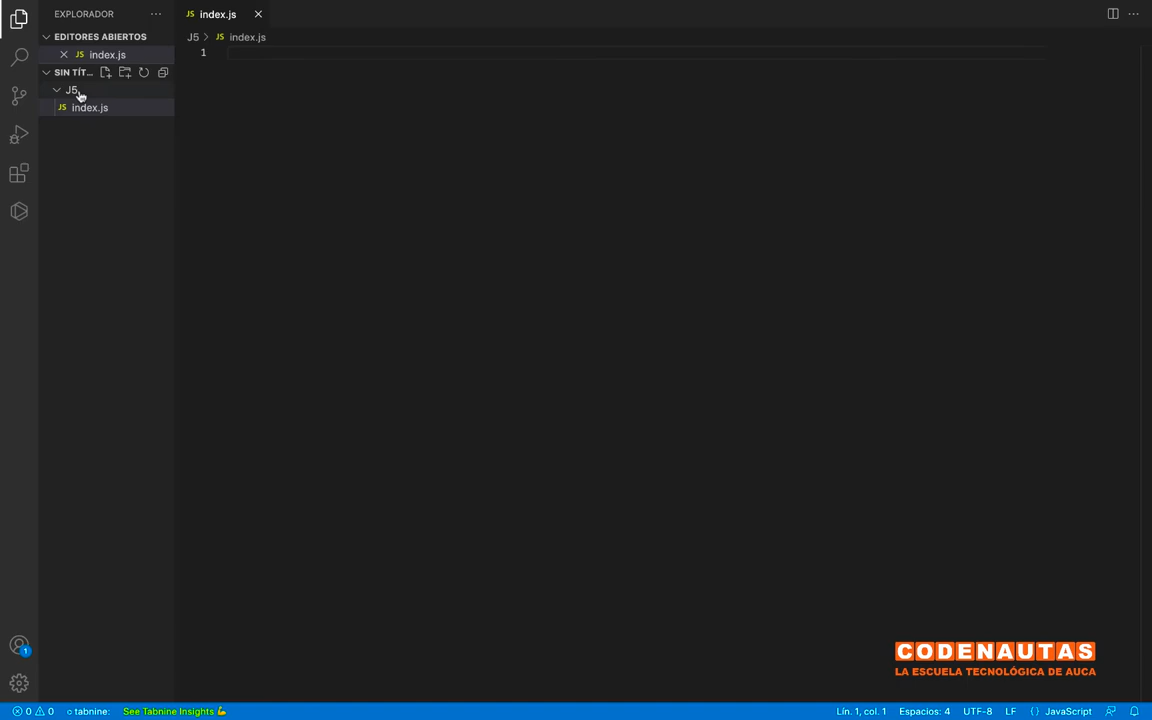 EXPLORADOR
index.js
EDITORES ABIERTOS
index.js
SIN TÍT...
J5
index.js
J5 > index.js
1
CODENAUTAS
LA ESCUELA TECNOLÓGICA DE AUCA
1
0 0 tabnine: See Tabnine Insights
Lín. 1, col. 1 Espacios: 4 UTF-8 LF {} JavaScript